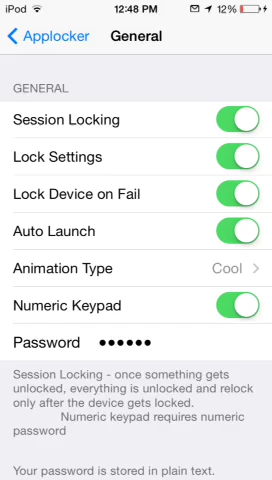 iPod 12:48 PM 12%
Applocker General
GENERAL
Session Locking
Lock Settings
Lock Device on Fail
Auto Launch
Animation Type Cool
Numeric Keypad
Password ●●●●●●
Session Locking - once something gets
unlocked, everything is unlocked and relock
only after the device gets locked.
Numeric keypad requires numeric
password
Your password is stored in plain text.